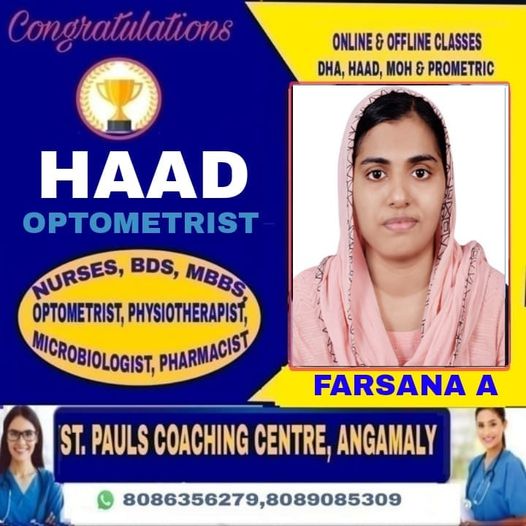 Congratulations
ONLINE & OFFLINE CLASSES
DHA, HAAD, MOH & PROMETRIC
HAAD
OPTOMETRIST
NURSES, BDS, MBBS,
OPTOMETRIST, PHYSIOTHERAPIST,
MICROBIOLOGIST, PHARMACIST
FARSANA A
ST. PAULS COACHING CENTRE, ANGAMALY
8086356279,8089085309